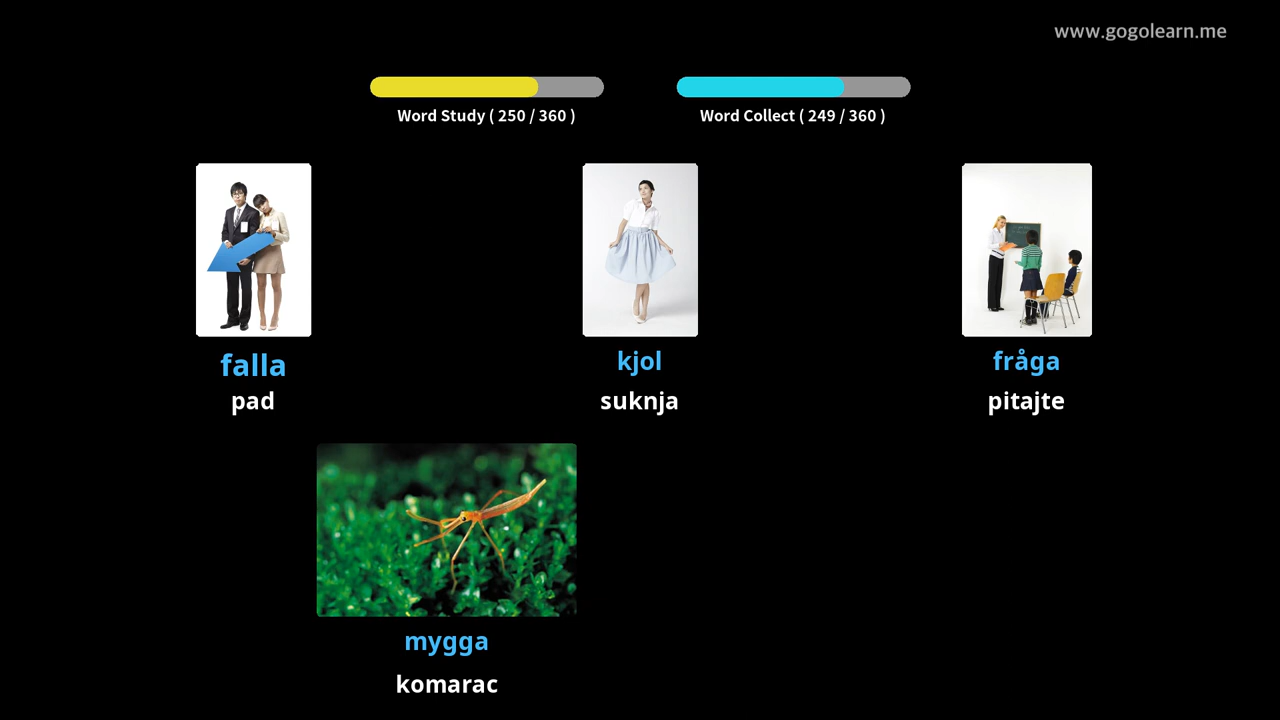 www.gogolearn.me
Word Study ( 250 / 360 )
Word Collect ( 249 / 360 )
falla
pad
kjol
suknja
fråga
pitajte
mygga
komarac